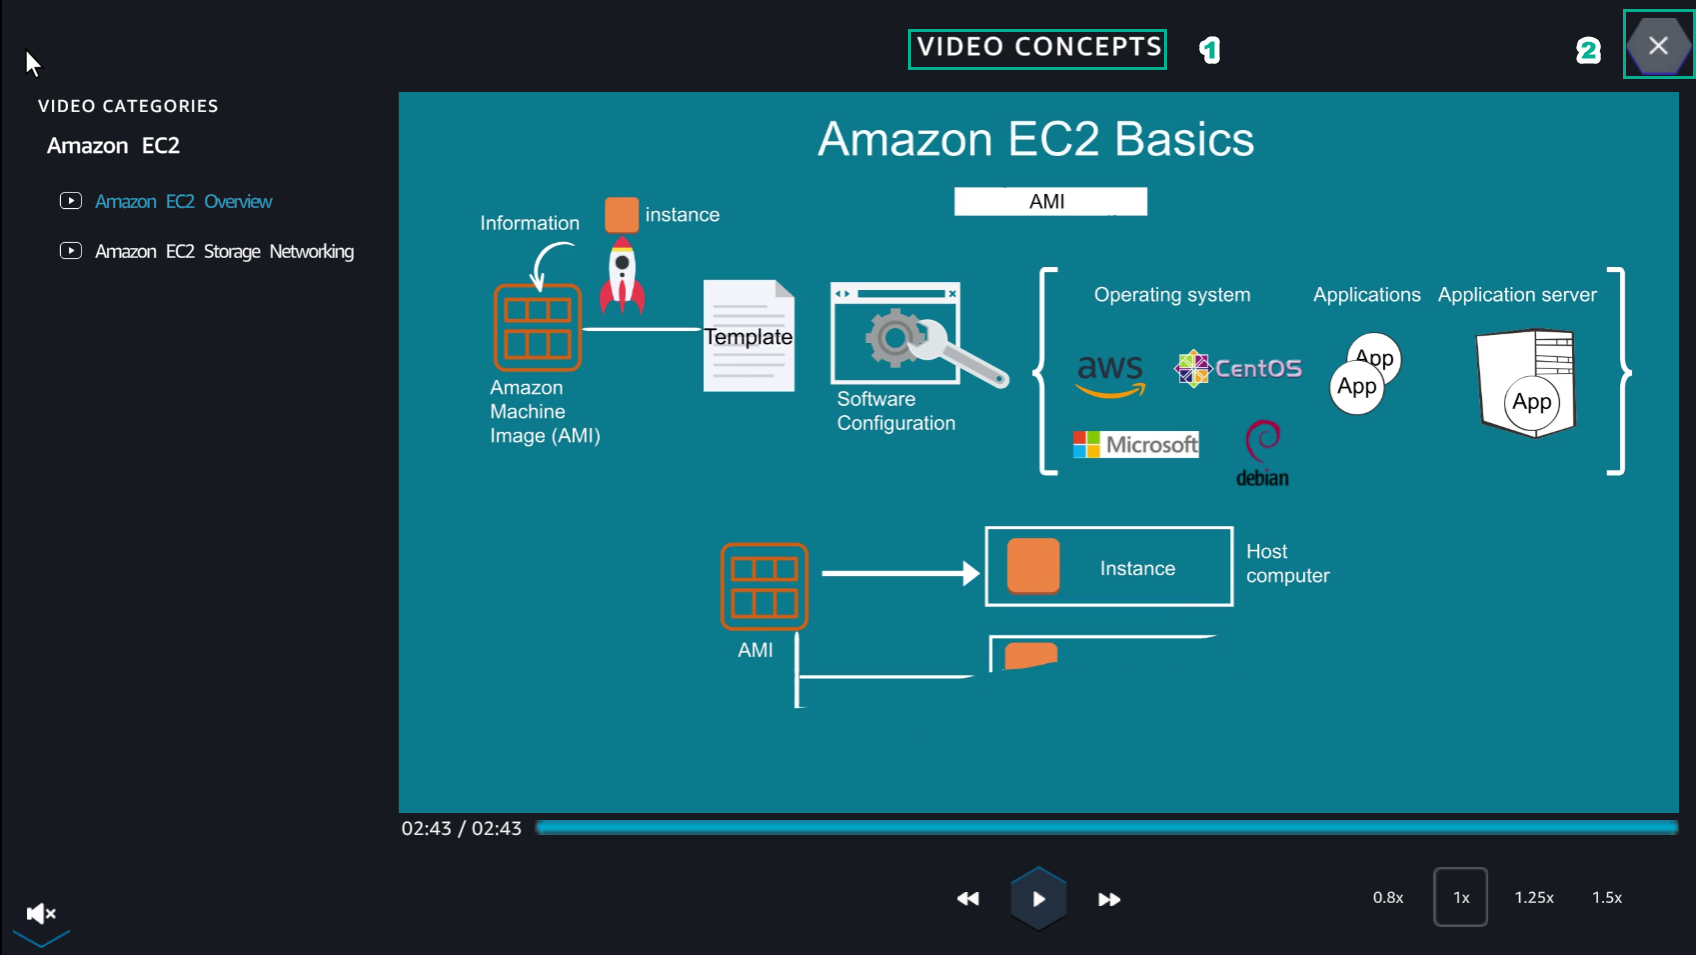 VIDEO CONCEPTS
1
2
VIDEO CATEGORIES
Amazon EC2
Amazon EC2 Overview
Amazon EC2 Storage Networking
Amazon EC2 Basics
AMI
Information
instance
Amazon
Machine
Image (AMI)
Template
Software
Configuration
Operating system
Applications
Application server
aws
CentOS
Microsoft
debian
App
App
App
AMI
Instance
Host
computer
02:43 / 02:43
0.8x
1x
1.25x
1.5x